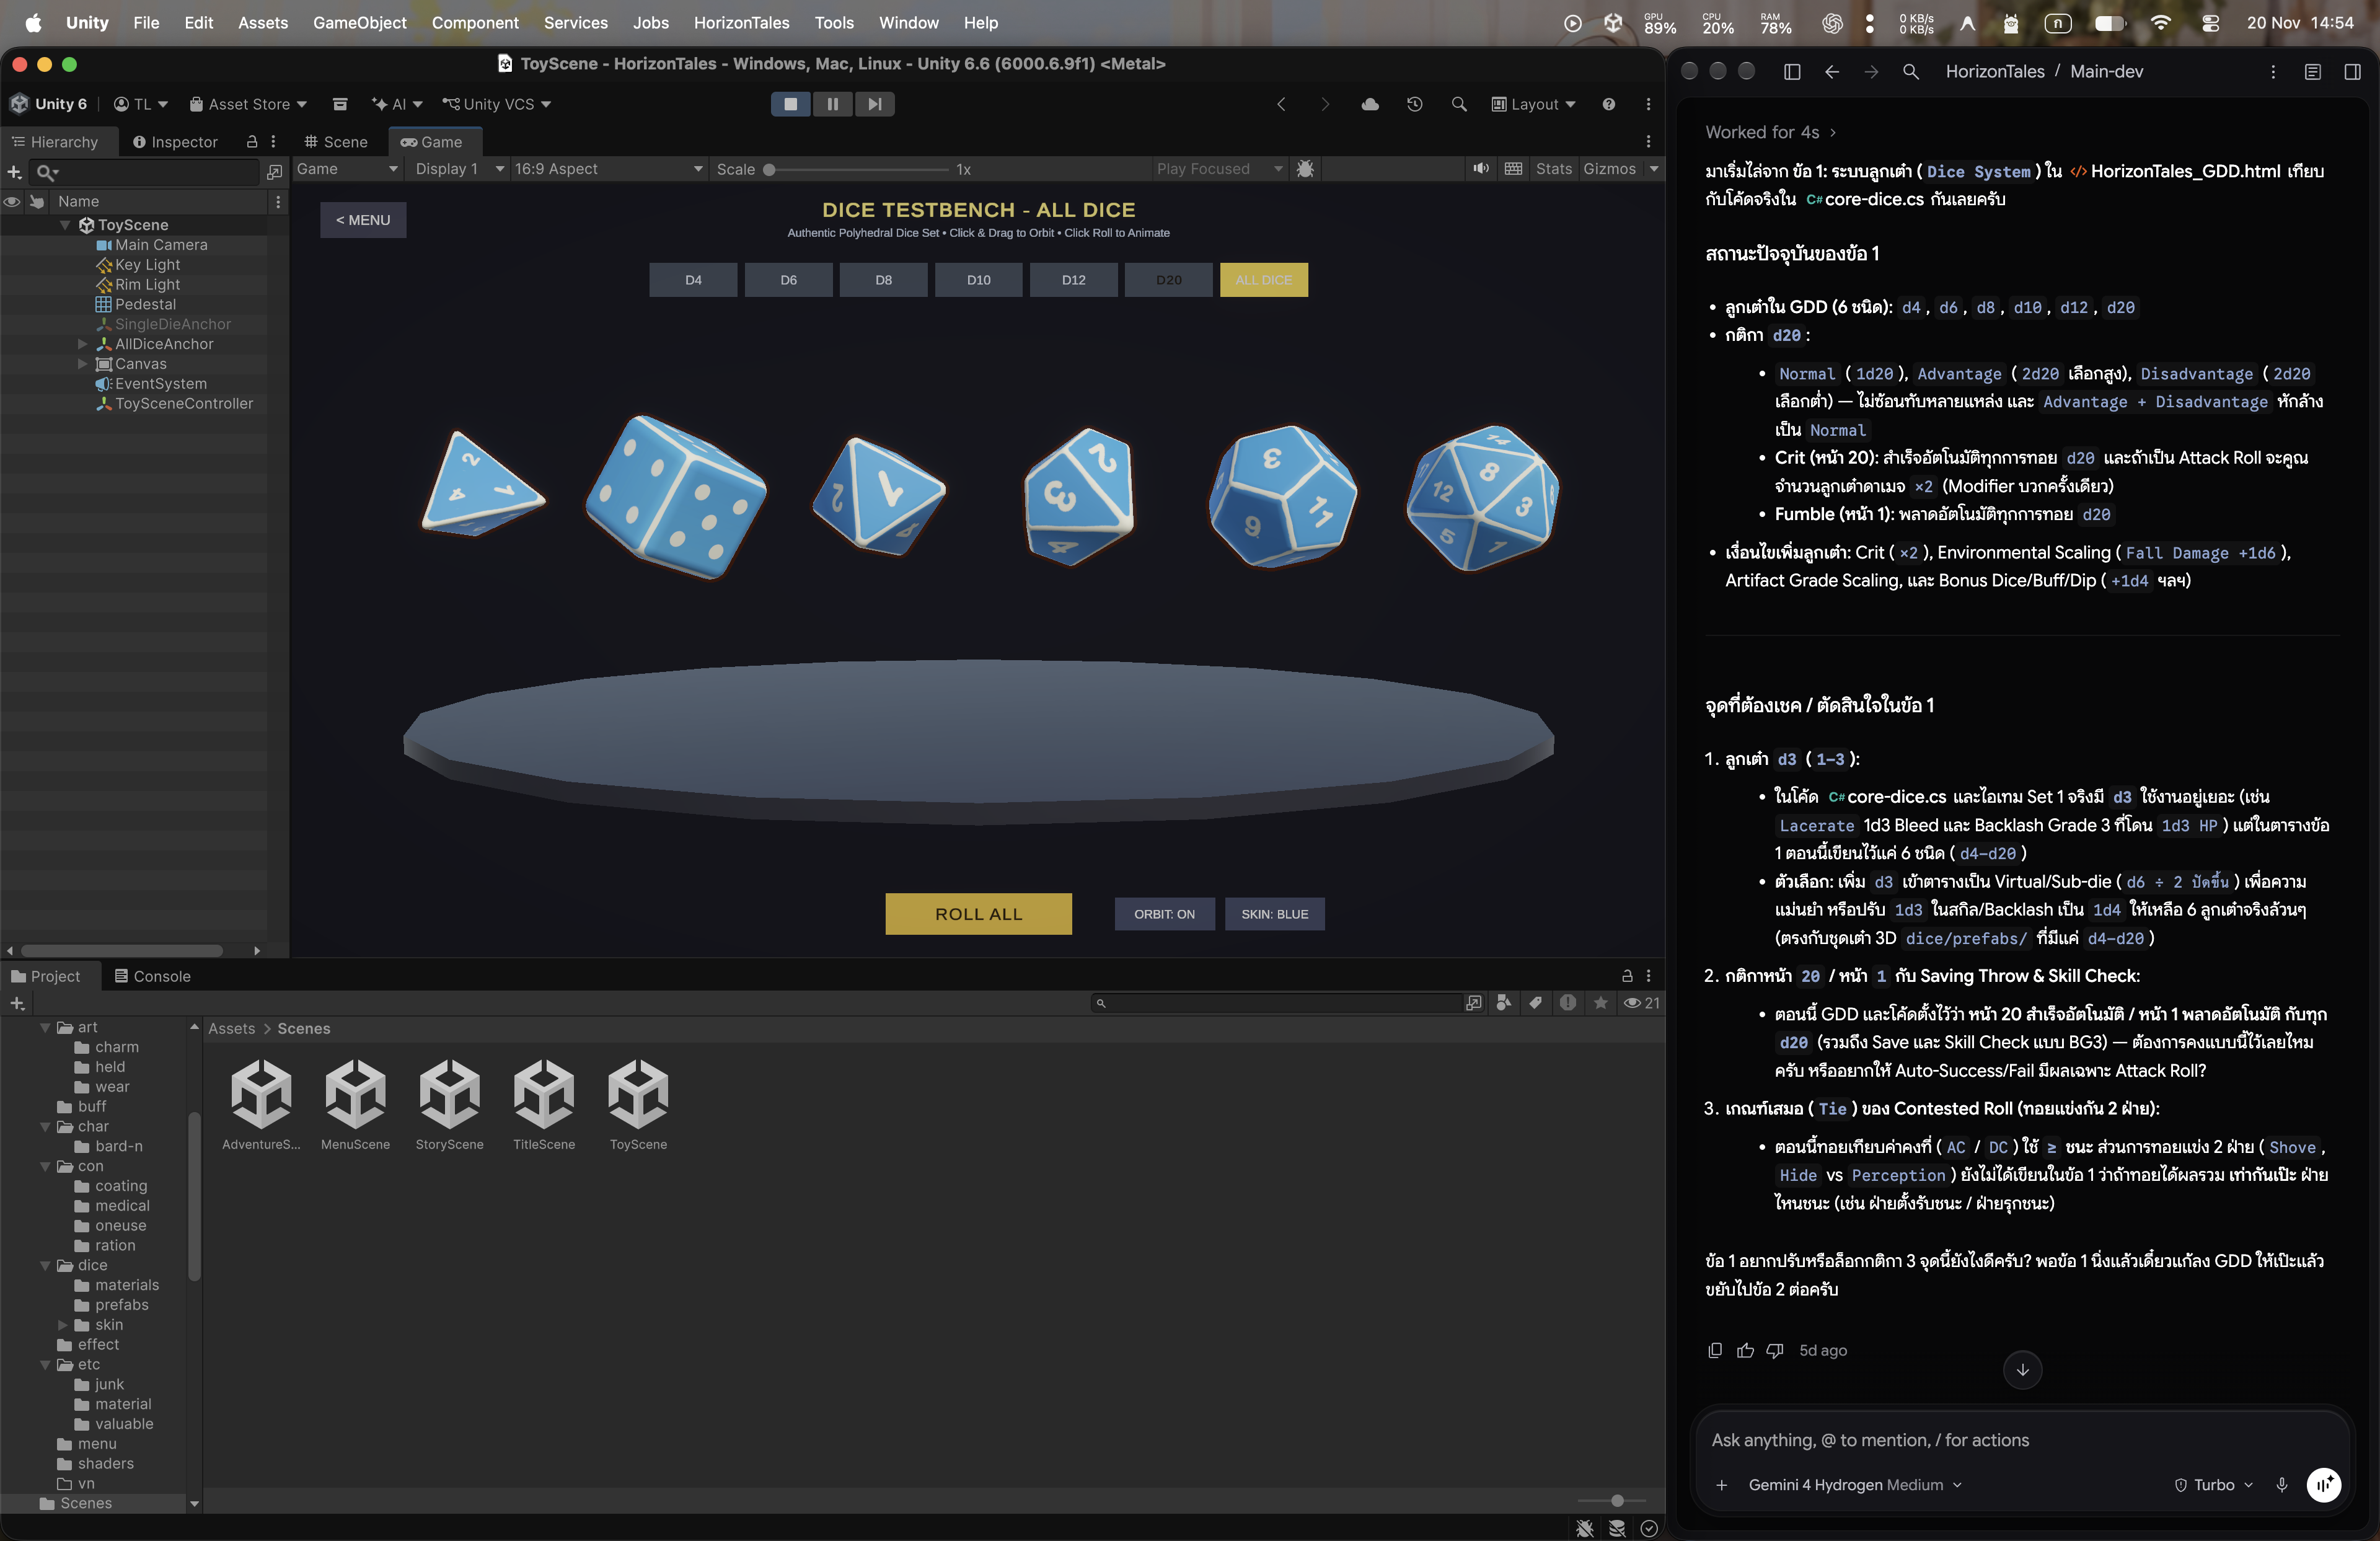 Unity File Edit Assets GameObject Component Services Jobs HorizonTales Tools Window Help
GPU 89% CPU 20% RAM 78% 0 KB/s 0 KB/s 20 Nov 14:54
ToyScene - HorizonTales - Windows, Mac, Linux - Unity 6.6 (6000.6.9f1) <Metal>
Unity 6 TL Asset Store AI Unity VCS Layout
Hierarchy Inspector Scene Game
Game Display 1 16:9 Aspect Scale 1x Play Focused Stats Gizmos
Name
ToyScene
Main Camera
Key Light
Rim Light
Pedestal
SingleDieAnchor
AllDiceAnchor
Canvas
EventSystem
ToySceneController
< MENU
DICE TESTBENCH - ALL DICE
Authentic Polyhedral Dice Set • Click & Drag to Orbit • Click Roll to Animate
D4 D6 D8 D10 D12 D20 ALL DICE
2 4 1
2 1 8
2 3 4
3 11 9
14 8 12 3 5 7
ROLL ALL ORBIT: ON SKIN: BLUE
Project Console
21
art
charm
held
wear
buff
char
bard-n
con
coating
medical
oneuse
ration
dice
materials
prefabs
skin
effect
etc
junk
material
valuable
menu
shaders
vn
Scenes
Assets > Scenes
AdventureS... MenuScene StoryScene TitleScene ToyScene
HorizonTales / Main-dev
Worked for 4s >
มาเริ่มไล่จาก ข้อ 1: ระบบลูกเต๋า ( Dice System ) ใน </> HorizonTales_GDD.html เทียบ
กับโค้ดจริงใน C# core-dice.cs กันเลยครับ
สถานะปัจจุบันของข้อ 1
• ลูกเต๋าใน GDD (6 ชนิด): d4 , d6 , d8 , d10 , d12 , d20
• กติกา d20 :
• Normal ( 1d20 ), Advantage ( 2d20 เลือกสูง), Disadvantage ( 2d20
เลือกต่ำ) — ไม่ซ้อนทับหลายแหล่ง และ Advantage + Disadvantage หักล้าง
เป็น Normal
• Crit (หน้า 20): สำเร็จอัตโนมัติทุกการทอย d20 และถ้าเป็น Attack Roll จะคูณ
จำนวนลูกเต๋าดาเมจ ×2 (Modifier บวกครั้งเดียว)
• Fumble (หน้า 1): พลาดอัตโนมัติทุกการทอย d20
• เงื่อนไขเพิ่มลูกเต๋า: Crit ( ×2 ), Environmental Scaling ( Fall Damage +1d6 ),
Artifact Grade Scaling, และ Bonus Dice/Buff/Dip ( +1d4 ฯลฯ)
จุดที่ต้องเชค / ตัดสินใจในข้อ 1
1. ลูกเต๋า d3 ( 1–3 ):
• ในโค้ด C# core-dice.cs และไอเทม Set 1 จริงมี d3 ใช้งานอยู่เยอะ (เช่น
Lacerate 1d3 Bleed และ Backlash Grade 3 ที่โดน 1d3 HP ) แต่ในตารางข้อ
1 ตอนนี้เขียนไว้แค่ 6 ชนิด ( d4–d20 )
• ตัวเลือก: เพิ่ม d3 เข้าตารางเป็น Virtual/Sub-die ( d6 ÷ 2 ปัดขึ้น ) เพื่อความ
แม่นยำ หรือปรับ 1d3 ในสกิล/Backlash เป็น 1d4 ให้เหลือ 6 ลูกเต๋าจริงล้วนๆ
(ตรงกับชุดเต๋า 3D dice/prefabs/ ที่มีแค่ d4–d20 )
2. กติกาหน้า 20 / หน้า 1 กับ Saving Throw & Skill Check:
• ตอนนี้ GDD และโค้ดตั้งไว้ว่า หน้า 20 สำเร็จอัตโนมัติ / หน้า 1 พลาดอัตโนมัติ กับทุก
d20 (รวมถึง Save และ Skill Check แบบ BG3) — ต้องการคงแบบนี้ไว้เลยไหม
ครับ หรืออยากให้ Auto-Success/Fail มีผลเฉพาะ Attack Roll?
3. เกณฑ์เสมอ ( Tie ) ของ Contested Roll (ทอยแข่งกัน 2 ฝ่าย):
• ตอนนี้ทอยเทียบค่าคงที่ ( AC / DC ) ใช้ ≥ ชนะ ส่วนการทอยแข่ง 2 ฝ่าย ( Shove ,
Hide vs Perception ) ยังไม่ได้เขียนในข้อ 1 ว่าถ้าทอยได้ผลรวม เท่ากันเป๊ะ ฝ่าย
ไหนชนะ (เช่น ฝ่ายตั้งรับชนะ / ฝ่ายรุกชนะ)
ข้อ 1 อยากปรับหรือล็อกกติกา 3 จุดนี้ยังไงดีครับ? พอข้อ 1 นิ่งแล้วเดี๋ยวแก้ลง GDD ให้เป๊ะแล้ว
ขยับไปข้อ 2 ต่อครับ
5d ago
Ask anything, @ to mention, / for actions
Gemini 4 Hydrogen Medium Turbo